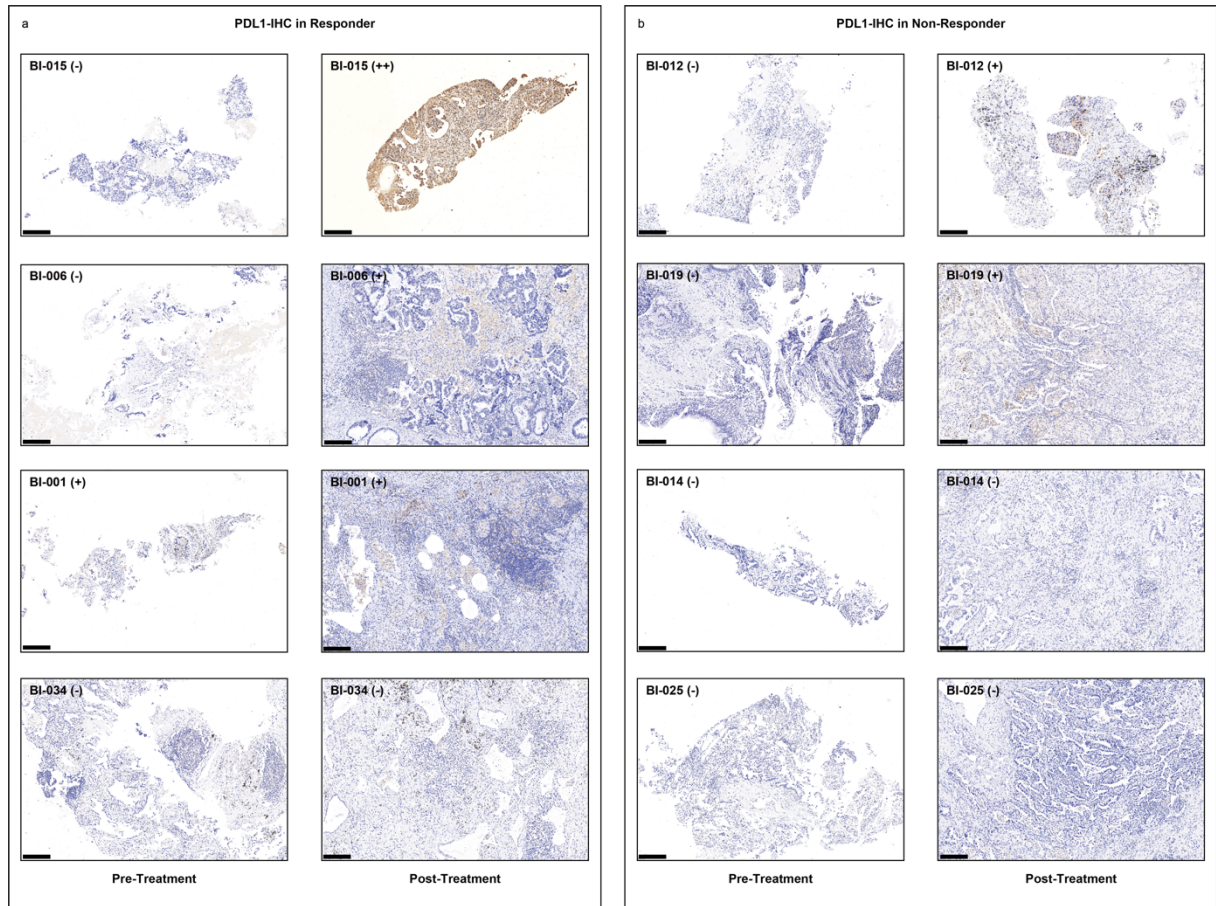 a
PDL1-IHC in Responder
BI-015 (-)
BI-015 (++)
BI-006 (-)
BI-006 (+)
BI-001 (+)
BI-001 (+)
BI-034 (-)
BI-034 (-)
Pre-Treatment
Post-Treatment
b
PDL1-IHC in Non-Responder
BI-012 (-)
BI-012 (+)
BI-019 (-)
BI-019 (+)
BI-014 (-)
BI-014 (-)
BI-025 (-)
BI-025 (-)
Pre-Treatment
Post-Treatment